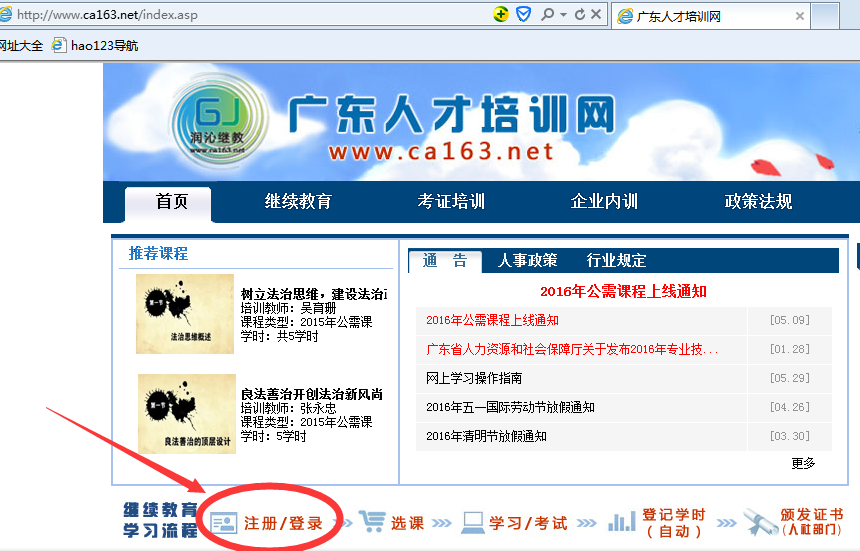 http://www.ca163.net/index.asp
广东人才培训网
网址大全
hao123导航
GJ
润沁继教
广东人才培训网
www.ca163.net
首页
继续教育
考证培训
企业内训
政策法规
推荐课程
第一节
法治思维概述
树立法治思维，建设法治
培训教师：吴育珊
课程类型：2015年公需课
学时：共5学时
第一节
良法善治的顶层设计
良法善治开创法治新风尚
培训教师：张永忠
课程类型：2015年公需课
学时：5学时
通 告
人事政策
行业规定
2016年公需课程上线通知
2016年公需课程上线通知 [05.09]
广东省人力资源和社会保障厅关于发布2016年专业技... [01.28]
网上学习操作指南 [05.29]
2016年五一国际劳动节放假通知 [04.26]
2016年清明节放假通知 [03.30]
更多
继续教育
学习流程
注册/登录
选课
学习/考试
登记学时
(自动)
颁发证书
(人社部门)